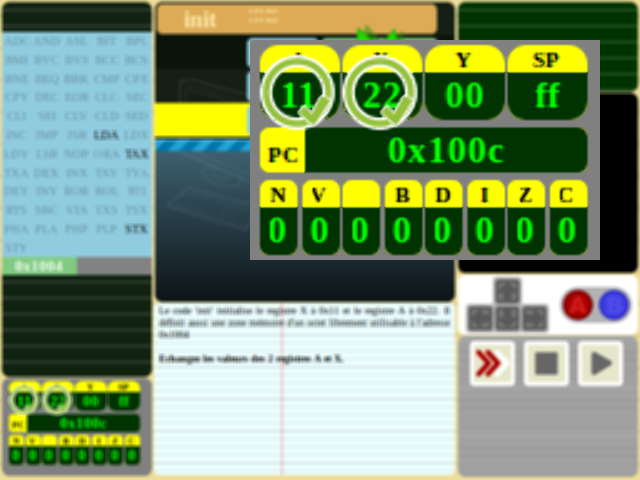 init
ADC AND ASL BIT BPL
BMI BVC BVS BCC BCS
BNE BEQ BRK CMP CPX
CPY DEC EOR CLC SEC
CLI SEI CLV CLD SED
INC JMP JSR LDA LDX
LDY LSR NOP ORA TAX
TXA DEX INX TAY TYA
DEY INY ROR ROL RTI
RTS SBC STA TXS TSX
PHA PLA PHP PLP STX
STY
0x1004
Y SP
11 22 00 ff
PC 0x100c
N V B D I Z C
0 0 0 0 0 0 0 0
Le code 'init' initialise le registre X à 0x11 et le registre A à 0x22. Il
définit aussi une zone mémoire d'un octet librement utilisable à l'adresse
0x1004
Echangez les valeurs des 2 registres A et X.
Y SP
11 22 00 ff
PC 0x100c
N V B D I Z C
0 0 0 0 0 0 0 0